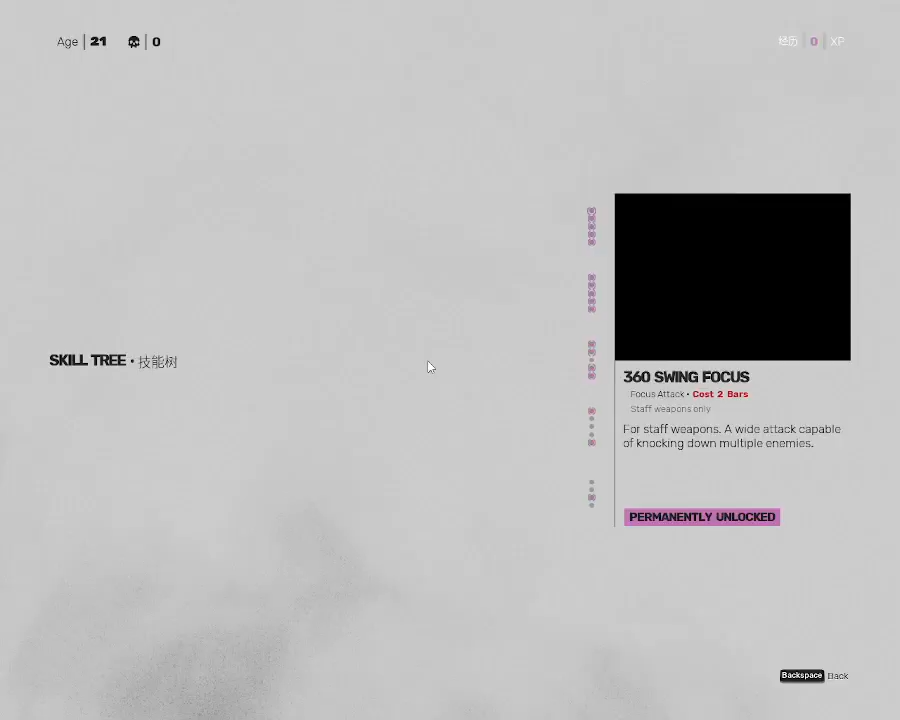 Age | 21 | 0
经历 | 0 | XP
SKILL TREE • 技能树
360 SWING FOCUS
Focus Attack • Cost 2 Bars
Staff weapons only
For staff weapons. A wide attack capable
of knocking down multiple enemies.
PERMANENTLY UNLOCKED
Backspace Back